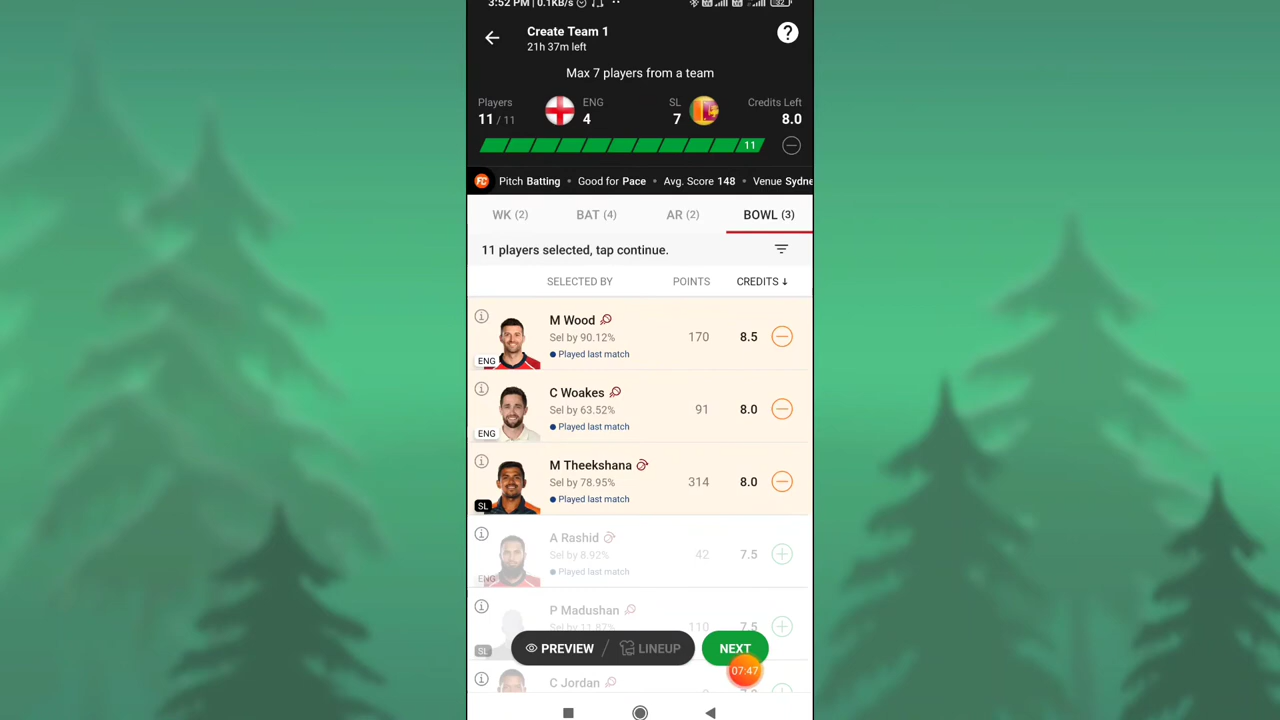 3:52 PM | 0.1KB/s
Create Team 1
21h 37m left
?
Max 7 players from a team
Players
11 / 11
ENG
4
SL
7
Credits Left
8.0
11
FC Pitch Batting • Good for Pace • Avg. Score 148 • Venue Sydne
WK (2) BAT (4) AR (2) BOWL (3)
11 players selected, tap continue.
SELECTED BY POINTS CREDITS ↓
M Wood
Sel by 90.12% 170 8.5
Played last match
ENG
C Woakes
Sel by 63.52% 91 8.0
Played last match
ENG
M Theekshana
Sel by 78.95% 314 8.0
Played last match
SL
A Rashid
Sel by 8.92% 42 7.5
Played last match
ENG
P Madushan
Sel by 11.87% 110 7.5
SL
PREVIEW / LINEUP NEXT
07:47
C Jordan